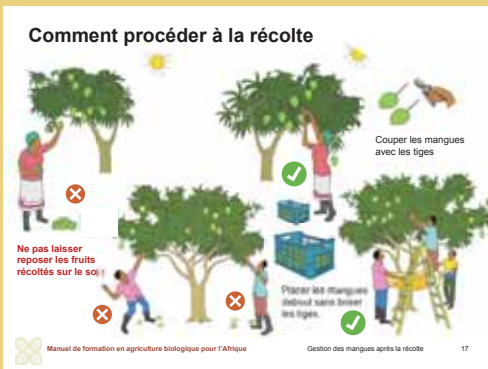 Comment procéder à la récolte
Couper les mangues
avec les tiges
Ne pas laisser
reposer les fruits
récoltés sur le sol
Placer les mangues
debout sans briser
les tiges.
Manuel de formation en agriculture biologique pour l'Afrique
Gestion des mangues après la récolte
17